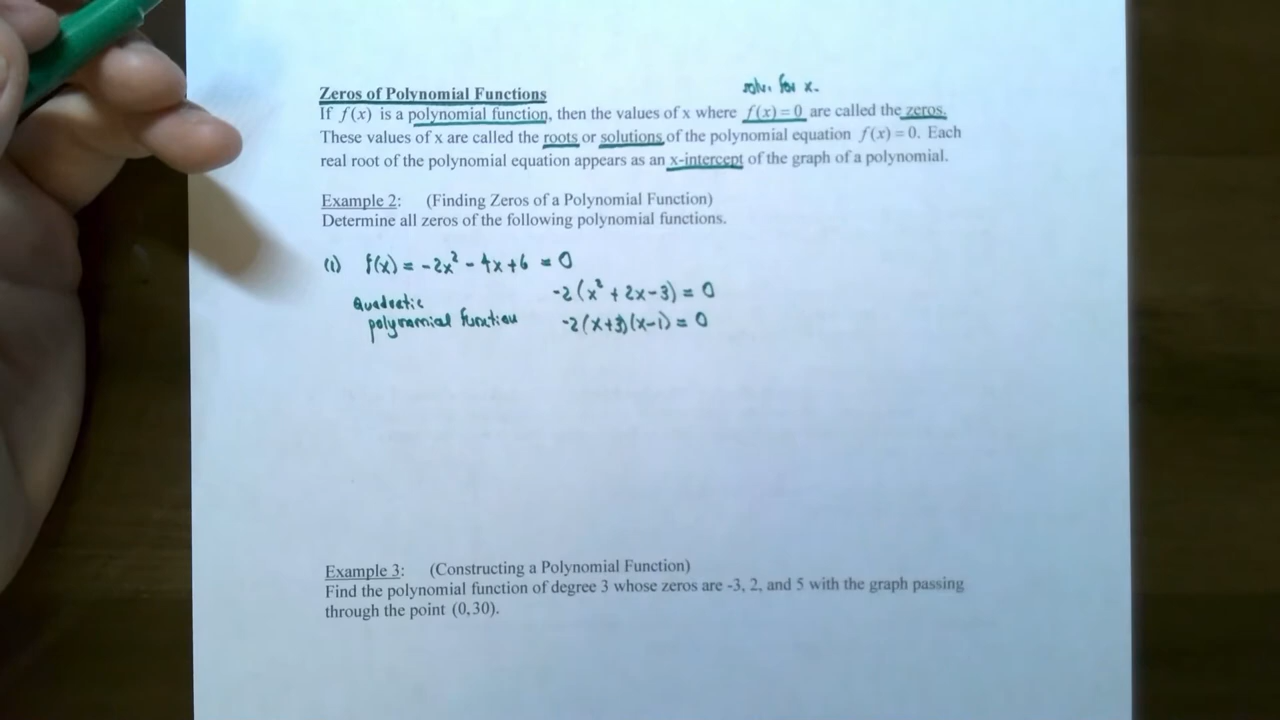 solve for x.
Zeros of Polynomial Functions
If f(x) is a polynomial function, then the values of x where f(x) = 0 are called the zeros.
These values of x are called the roots or solutions of the polynomial equation f(x) = 0. Each
real root of the polynomial equation appears as an x-intercept of the graph of a polynomial.
Example 2: (Finding Zeros of a Polynomial Function)
Determine all zeros of the following polynomial functions.
(1) f(x) = -2x² - 4x + 6 = 0
-2(x² + 2x - 3) = 0
Quadratic
polynomial function
-2(x+3)(x-1) = 0
Example 3: (Constructing a Polynomial Function)
Find the polynomial function of degree 3 whose zeros are -3, 2, and 5 with the graph passing
through the point (0,30).